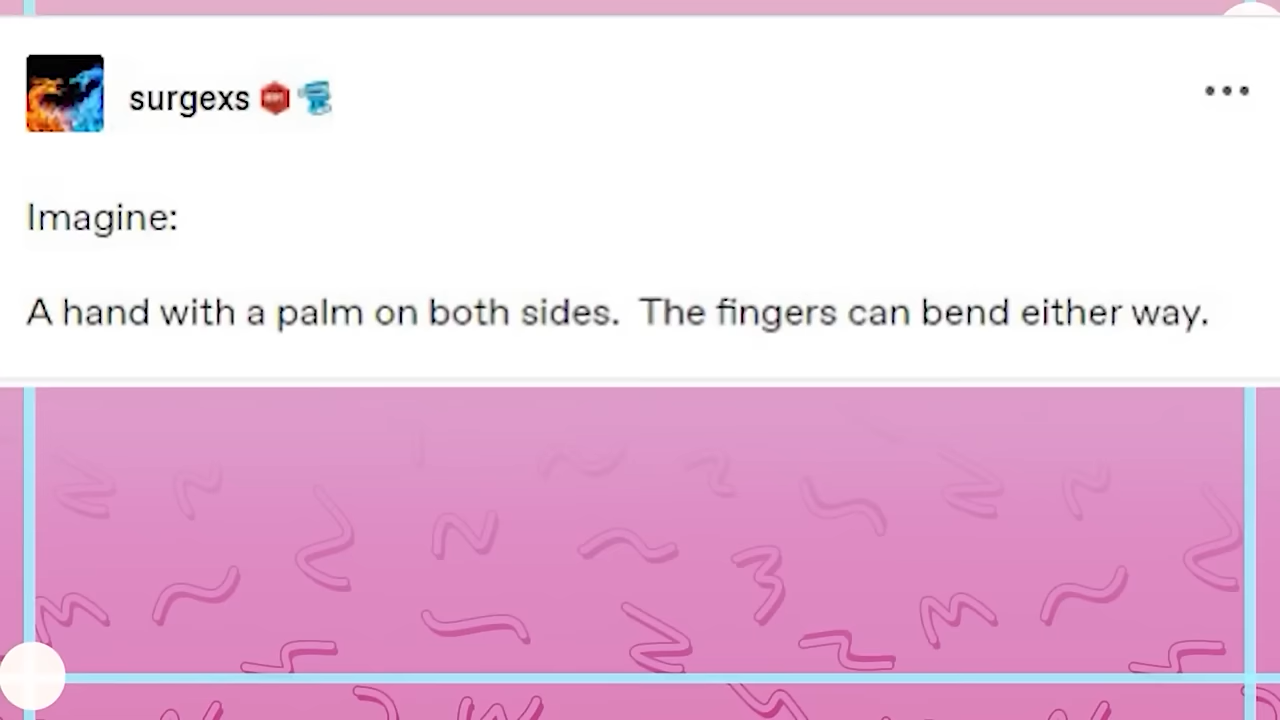 surgexs
Imagine:
A hand with a palm on both sides. The fingers can bend either way.